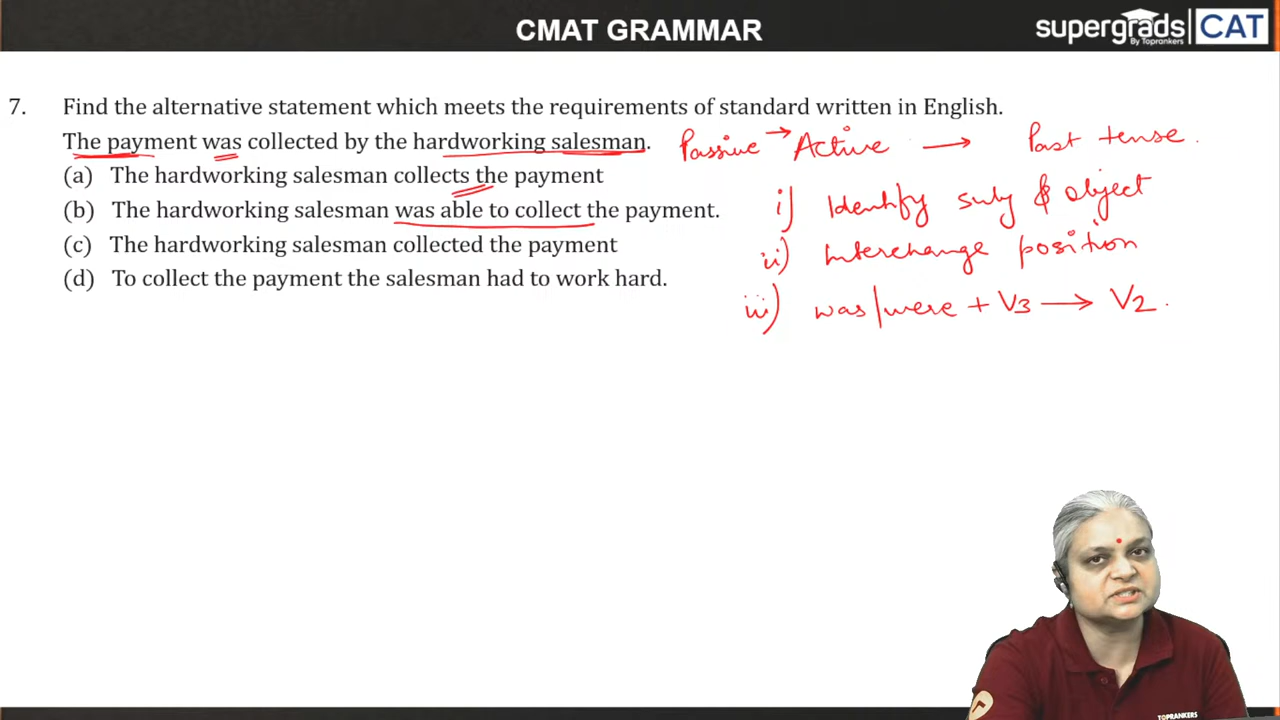 CMAT GRAMMAR
supergrads CAT
By Toprankers
7. Find the alternative statement which meets the requirements of standard written in English.
The payment was collected by the hardworking salesman. Passive → Active → Past tense.
(a) The hardworking salesman collects the payment
(b) The hardworking salesman was able to collect the payment.
(c) The hardworking salesman collected the payment
(d) To collect the payment the salesman had to work hard.
i) Identify subj & object
ii) Interchange position
iii) was/were + V3 → V2.
TOPRANKERS